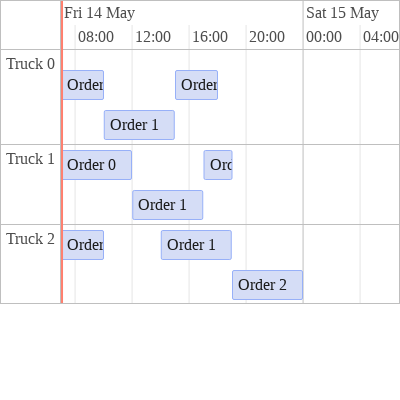 Fri 14 May
Sat 15 May
08:00
12:00
16:00
20:00
00:00
04:00
Truck 0
Order
Order
Order 1
Truck 1
Order 0
Ord
Order 1
Truck 2
Order
Order 1
Order 2